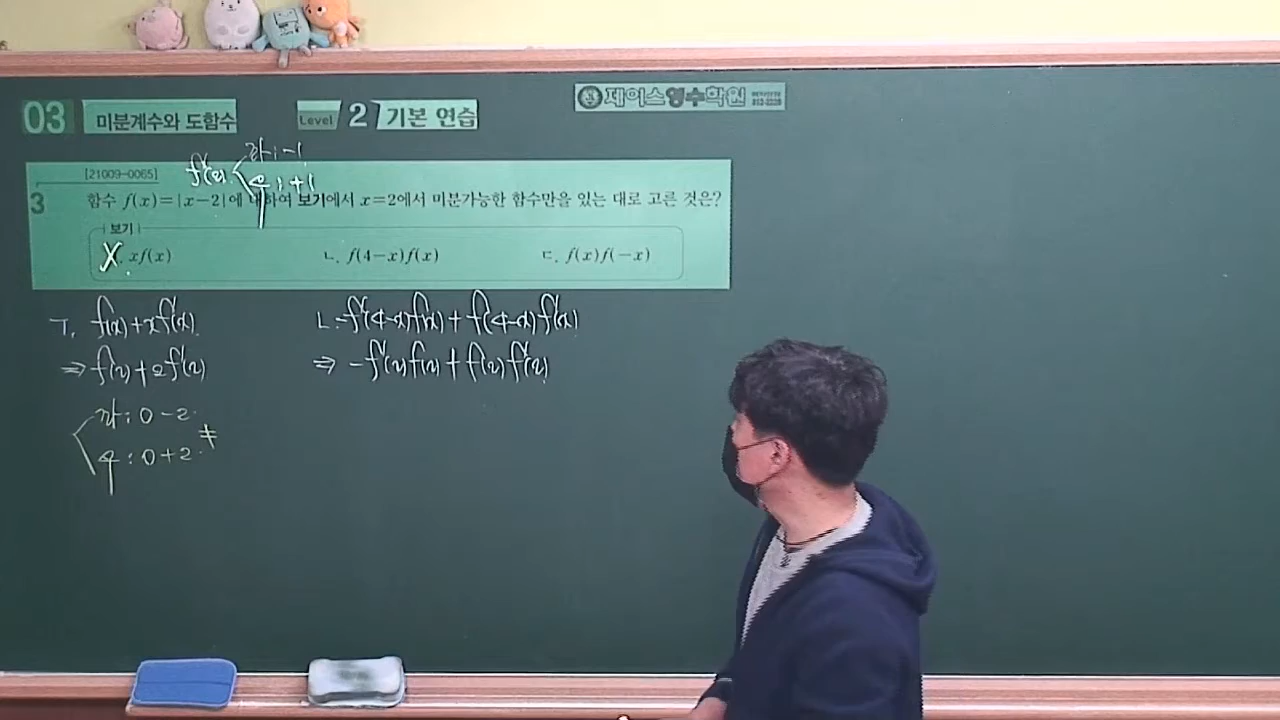 03 미분계수와 도함수 Level 2 기본 연습
제이스영수학원
[21009-0065]
f'(2) 좌 : -1
우 : +1
3 함수 f(x)=|x-2|에 대하여 보기에서 x=2에서 미분가능한 함수만을 있는 대로 고른 것은?
보기
X. xf(x) ㄴ. f(4-x)f(x) ㄷ. f(x)f(-x)
ㄱ. f(x)+xf'(x).
⇒ f(2)+2f'(2)
좌 : 0-2.
우 : 0+2. ≠
ㄴ. -f'(4-x)f(x)+f(4-x)f'(x)
⇒ -f'(2)f(2)+f(2)f'(2)